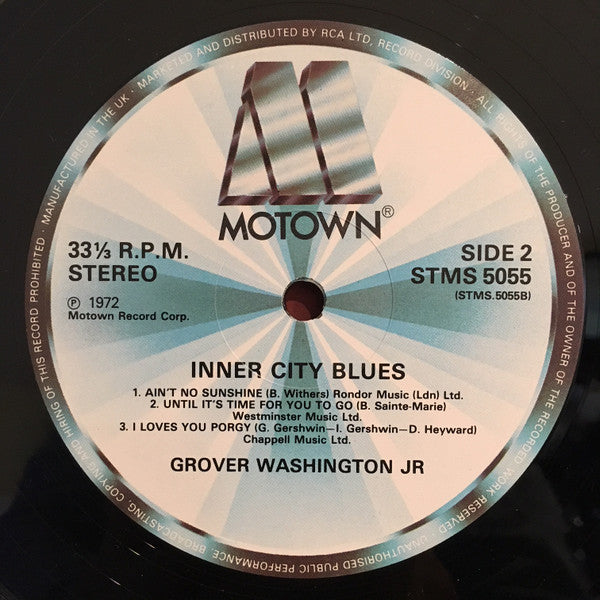 MANUFACTURED IN THE UK · MARKETED AND DISTRIBUTED BY RCA LTD, RECORD DIVISION · ALL RIGHTS OF THE PRODUCER AND OF THE OWNER OF THE RECORDED WORK RESERVED · UNAUTHORISED PUBLIC PERFORMANCE, BROADCASTING, COPYING AND HIRING OF THIS RECORD PROHIBITED ·
MOTOWN®
33⅓ R.P.M.
STEREO
℗ 1972
Motown Record Corp.
SIDE 2
STMS 5055
(STMS.5055B)
INNER CITY BLUES
1. AIN'T NO SUNSHINE (B. Withers) Rondor Music (Ldn) Ltd.
2. UNTIL IT'S TIME FOR YOU TO GO (B. Sainte-Marie)
Westminster Music Ltd.
3. I LOVES YOU PORGY (G. Gershwin—I. Gershwin—D. Heyward)
Chappell Music Ltd.
GROVER WASHINGTON JR